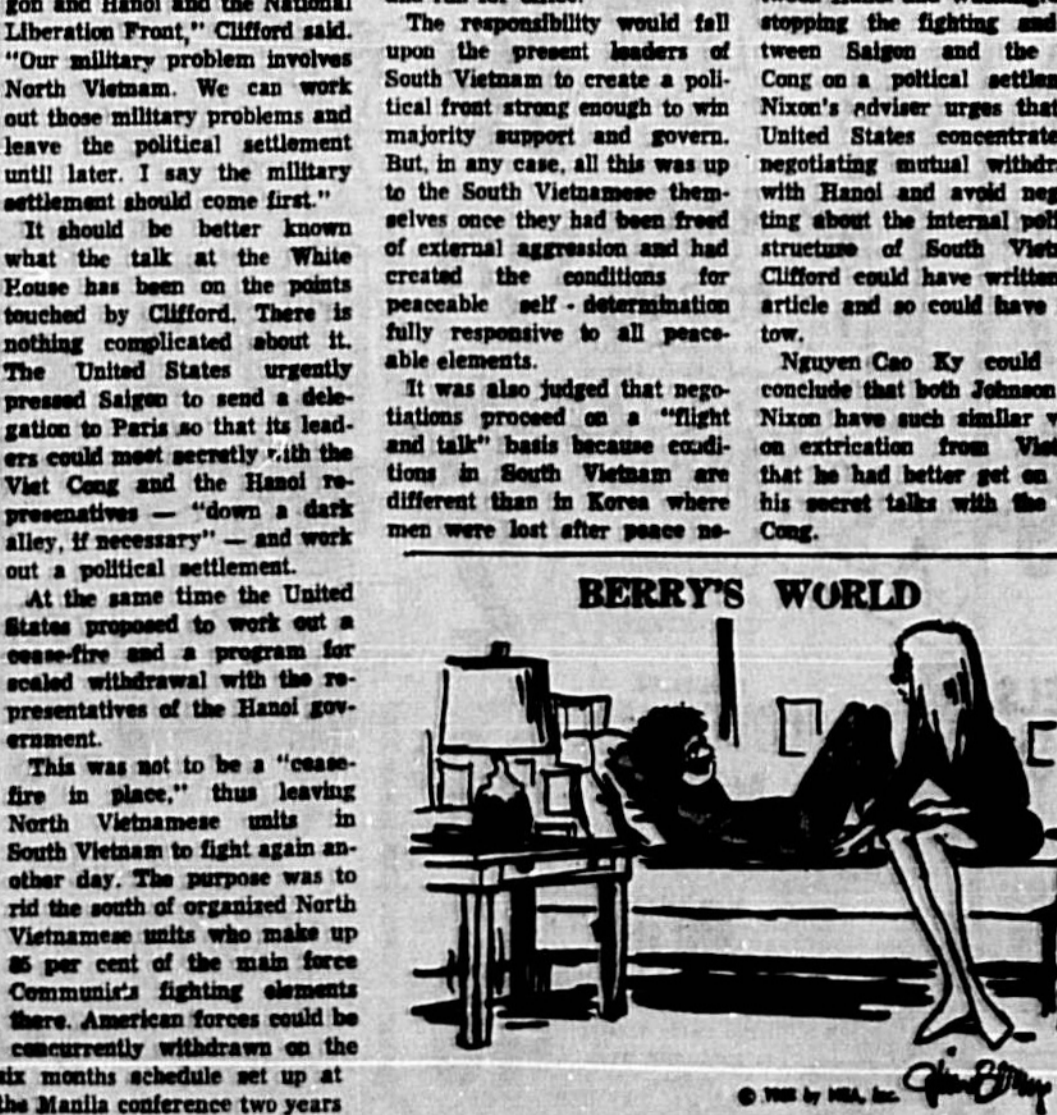 gon and Hanoi and the National
Liberation Front," Clifford said.
"Our military problem involves
North Vietnam. We can work
out those military problems and
leave the political settlement
until later. I say the military
settlement should come first."
It should be better known
what the talk at the White
House has been on the points
touched by Clifford. There is
nothing complicated about it.
The United States urgently
pressed Saigon to send a dele-
gation to Paris so that its lead-
ers could meet secretly with the
Viet Cong and the Hanoi re-
presenatives — "down a dark
alley, if necessary" — and work
out a political settlement.
At the same time the United
States proposed to work out a
cease-fire and a program for
scaled withdrawal with the re-
presentatives of the Hanoi gov-
ernment.
This was not to be a "cease-
fire in place," thus leaving
North Vietnamese units in
South Vietnam to fight again an-
other day. The purpose was to
rid the south of organized North
Vietnamese units who make up
85 per cent of the main force
Communists fighting elements
there. American forces could be
concurrently withdrawn on the
six months schedule set up at
the Manila conference two years
The responsibility would fall
upon the present leaders of
South Vietnam to create a poli-
tical front strong enough to win
majority support and govern.
But, in any case, all this was up
to the South Vietnamese them-
selves once they had been freed
of external aggression and had
created the conditions for
peaceable self - determination
fully responsive to all peace-
able elements.
It was also judged that nego-
tiations proceed on a "flight
and talk" basis because condi-
tions in South Vietnam are
different than in Korea where
men were lost after peace ne-
stopping the fighting and
tween Saigon and the
Cong on a poltical settlem
Nixon's adviser urges that
United States concentrate
negotiating mutual withdr
with Hanoi and avoid neg
ting about the internal poli
structure of South Viet
Clifford could have written
article and so could have
tow.
Nguyen Cao Ky could
conclude that both Johnson
Nixon have such similar v
on extrication from Viet
that he had better get on
his secret talks with the
Cong.
BERRY'S WORLD
© by NEA, Inc.
Jim Berry